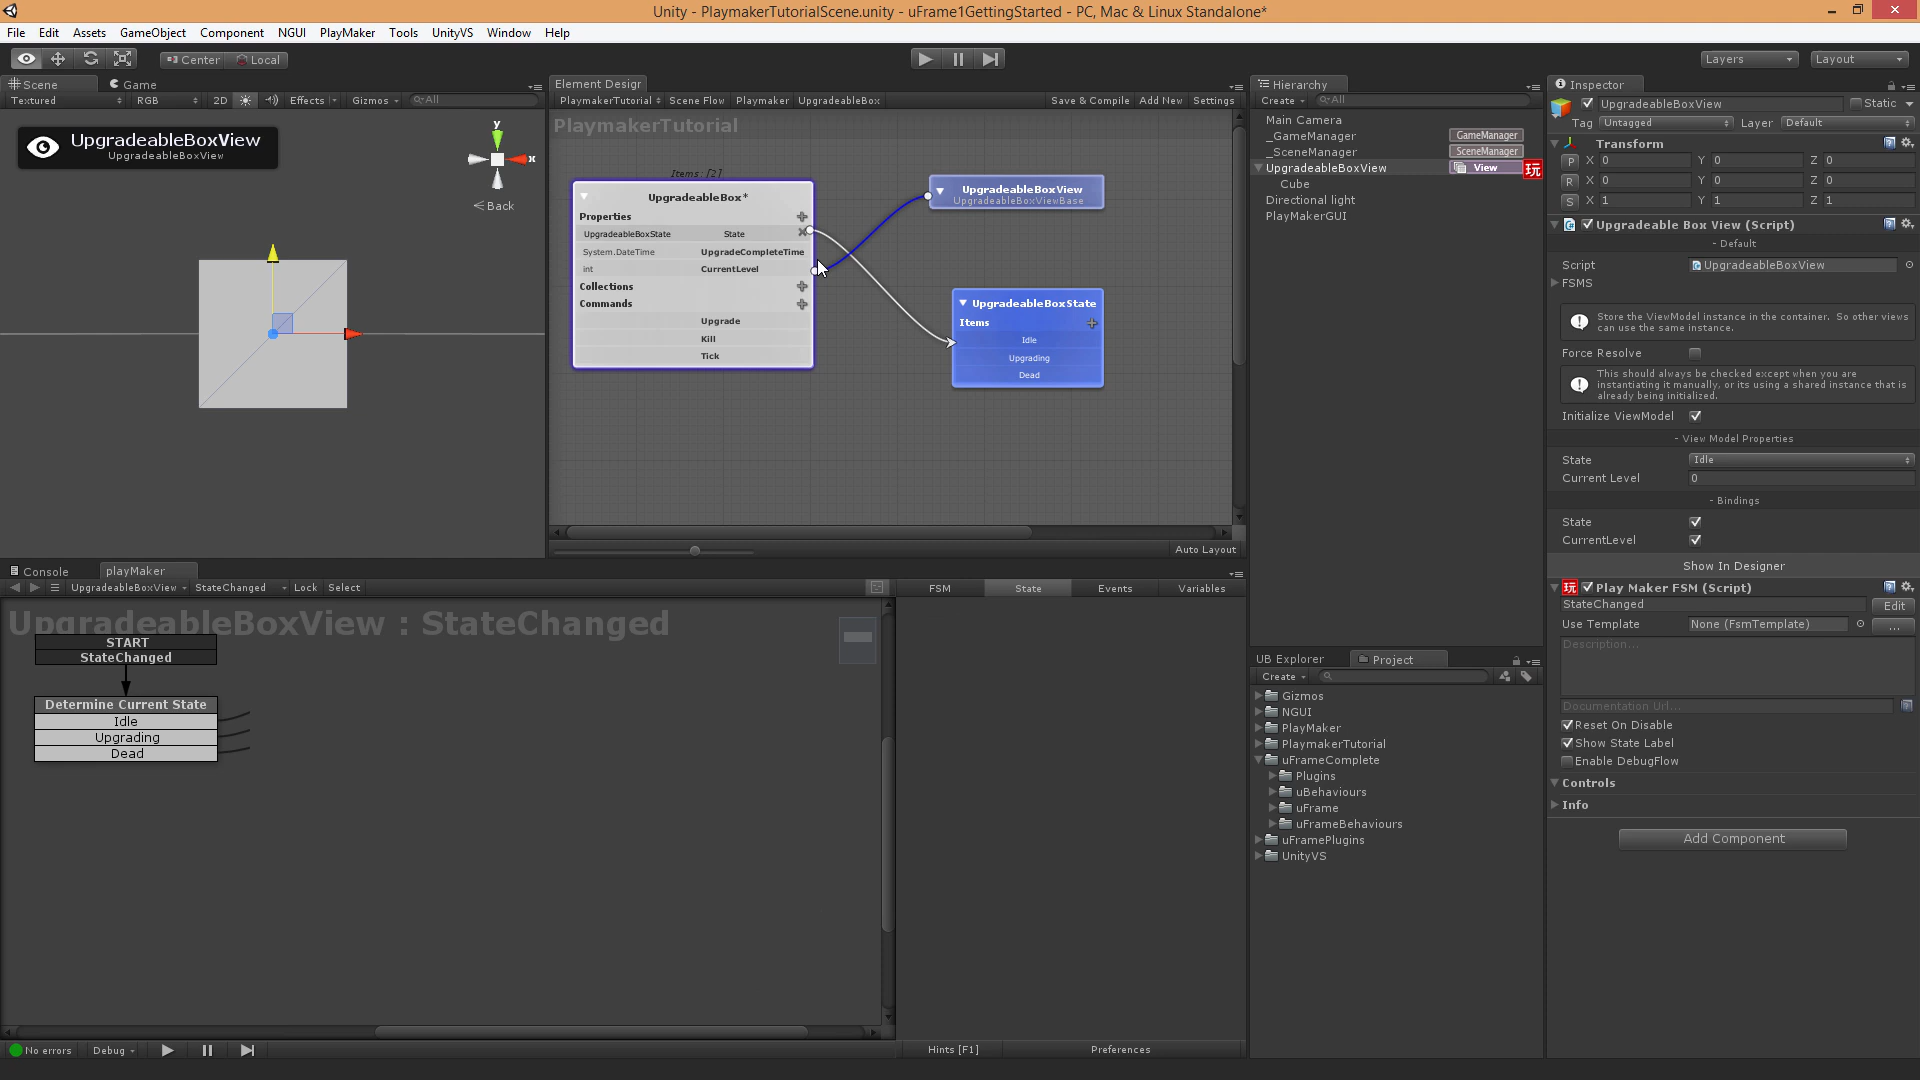 Unity - PlaymakerTutorialScene.unity - uFrame1GettingStarted - PC, Mac & Linux Standalone*
File Edit Assets GameObject Component NGUI PlayMaker Tools UnityVS Window Help
Center Local
Layers Layout
Scene Game
Textured RGB 2D Effects Gizmos All
UpgradeableBoxView
UpgradeableBoxView
y
x
Back
Element Desigr
PlaymakerTutorial Scene Flow Playmaker UpgradeableBox Save & Compile Add New Settings
PlaymakerTutorial
Items: [2]
UpgradeableBox*
Properties
UpgradeableBoxState State
System.DateTime UpgradeCompleteTime
int CurrentLevel
Collections
Commands
Upgrade
Kill
Tick
UpgradeableBoxView
UpgradeableBoxViewBase
UpgradeableBoxState
Items
Idle
Upgrading
Dead
Auto Layout
Hierarchy
Create All
Main Camera
_GameManager GameManager
_SceneManager SceneManager
UpgradeableBoxView View 玩
Cube
Directional light
PlayMakerGUI
Inspector
UpgradeableBoxView Static
Tag Untagged Layer Default
Transform
P X 0 Y 0 Z 0
R X 0 Y 0 Z 0
S X 1 Y 1 Z 1
Upgradeable Box View (Script)
- Default
Script UpgradeableBoxView
FSMS
Store the ViewModel instance in the container. So other views
can use the same instance.
Force Resolve
This should always be checked except when you are
instantiating it manually, or its using a shared instance that is
already being initialized.
Initialize ViewModel
- View Model Properties
State Idle
Current Level 0
- Bindings
State
CurrentLevel
Show In Designer
玩 Play Maker FSM (Script)
StateChanged Edit
Use Template None (FsmTemplate) ...
Description...
Documentation Url...
Reset On Disable
Show State Label
Enable DebugFlow
Controls
Info
Add Component
Console playMaker
UpgradeableBoxView StateChanged Lock Select
FSM State Events Variables
UpgradeableBoxView : StateChanged
START
StateChanged
Determine Current State
Idle
Upgrading
Dead
No errors Debug
Hints [F1] Preferences
UB Explorer Project
Create
Gizmos
NGUI
PlayMaker
PlaymakerTutorial
uFrameComplete
Plugins
uBehaviours
uFrame
uFrameBehaviours
uFramePlugins
UnityVS